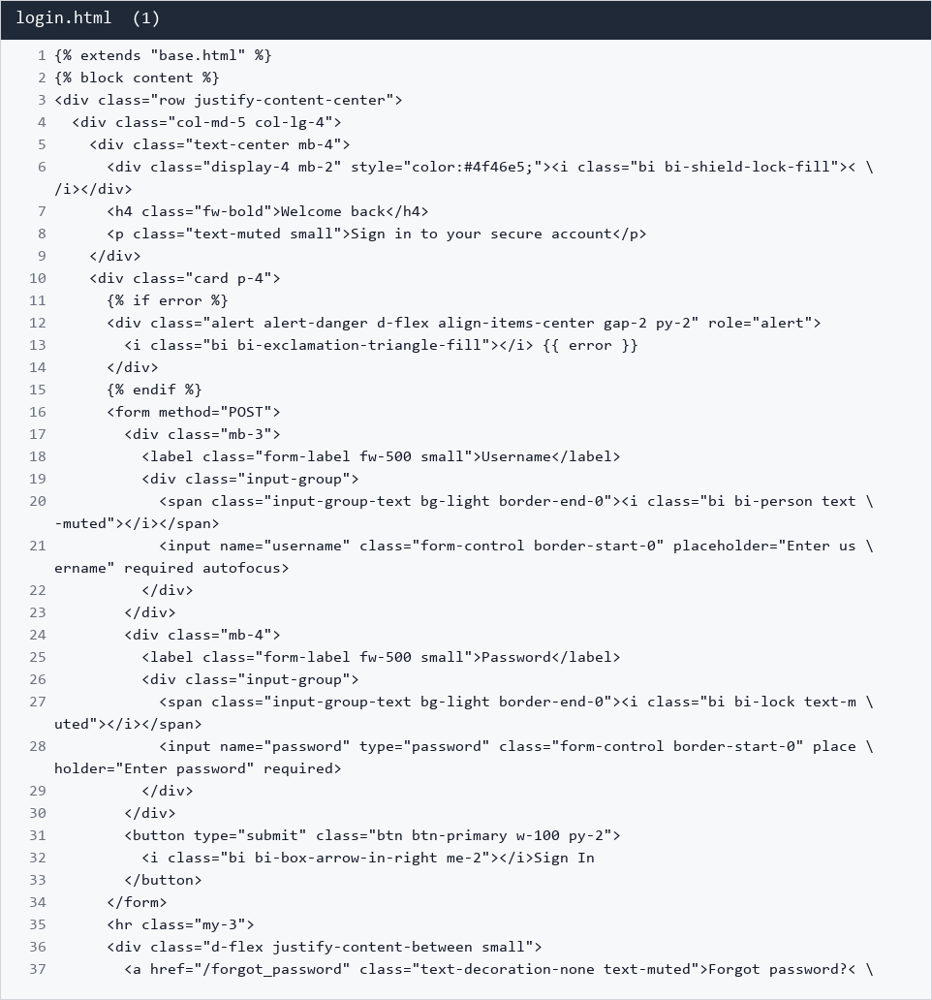 login.html  (1)
1 {% extends "base.html" %}
2 {% block content %}
3 <div class="row justify-content-center">
4   <div class="col-md-5 col-lg-4">
5     <div class="text-center mb-4">
6       <div class="display-4 mb-2" style="color:#4f46e5;"><i class="bi bi-shield-lock-fill">< \
/i></div>
7       <h4 class="fw-bold">Welcome back</h4>
8       <p class="text-muted small">Sign in to your secure account</p>
9     </div>
10     <div class="card p-4">
11       {% if error %}
12       <div class="alert alert-danger d-flex align-items-center gap-2 py-2" role="alert">
13         <i class="bi bi-exclamation-triangle-fill"></i> {{ error }}
14       </div>
15       {% endif %}
16       <form method="POST">
17         <div class="mb-3">
18           <label class="form-label fw-500 small">Username</label>
19           <div class="input-group">
20             <span class="input-group-text bg-light border-end-0"><i class="bi bi-person text \
-muted"></i></span>
21             <input name="username" class="form-control border-start-0" placeholder="Enter us \
ername" required autofocus>
22           </div>
23         </div>
24         <div class="mb-4">
25           <label class="form-label fw-500 small">Password</label>
26           <div class="input-group">
27             <span class="input-group-text bg-light border-end-0"><i class="bi bi-lock text-m \
uted"></i></span>
28             <input name="password" type="password" class="form-control border-start-0" place \
holder="Enter password" required>
29           </div>
30         </div>
31         <button type="submit" class="btn btn-primary w-100 py-2">
32           <i class="bi bi-box-arrow-in-right me-2"></i>Sign In
33         </button>
34       </form>
35       <hr class="my-3">
36       <div class="d-flex justify-content-between small">
37         <a href="/forgot_password" class="text-decoration-none text-muted">Forgot password?< \